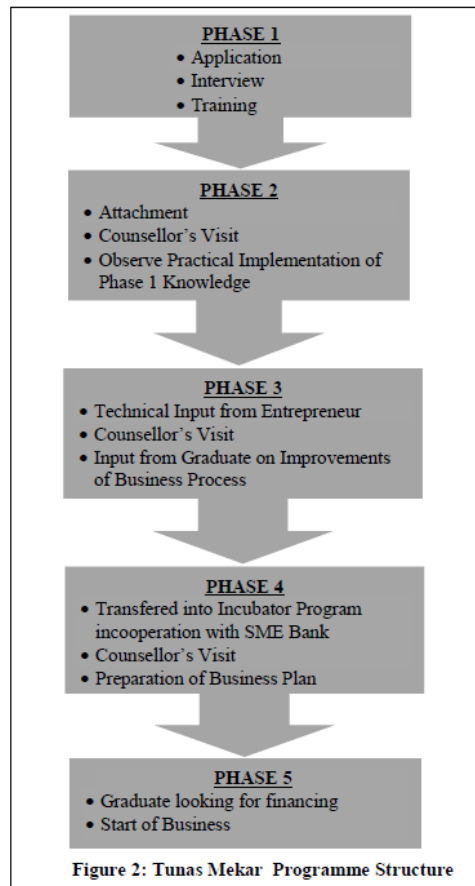 PHASE 1
• Application
• Interview
• Training
PHASE 2
• Attachment
• Counsellor's Visit
• Observe Practical Implementation of
Phase 1 Knowledge
PHASE 3
• Technical Input from Entrepreneur
• Counsellor's Visit
• Input from Graduate on Improvements
of Business Process
PHASE 4
• Transfered into Incubator Program
incooperation with SME Bank
• Counsellor's Visit
• Preparation of Business Plan
PHASE 5
• Graduate looking for financing
• Start of Business
Figure 2: Tunas Mekar Programme Structure